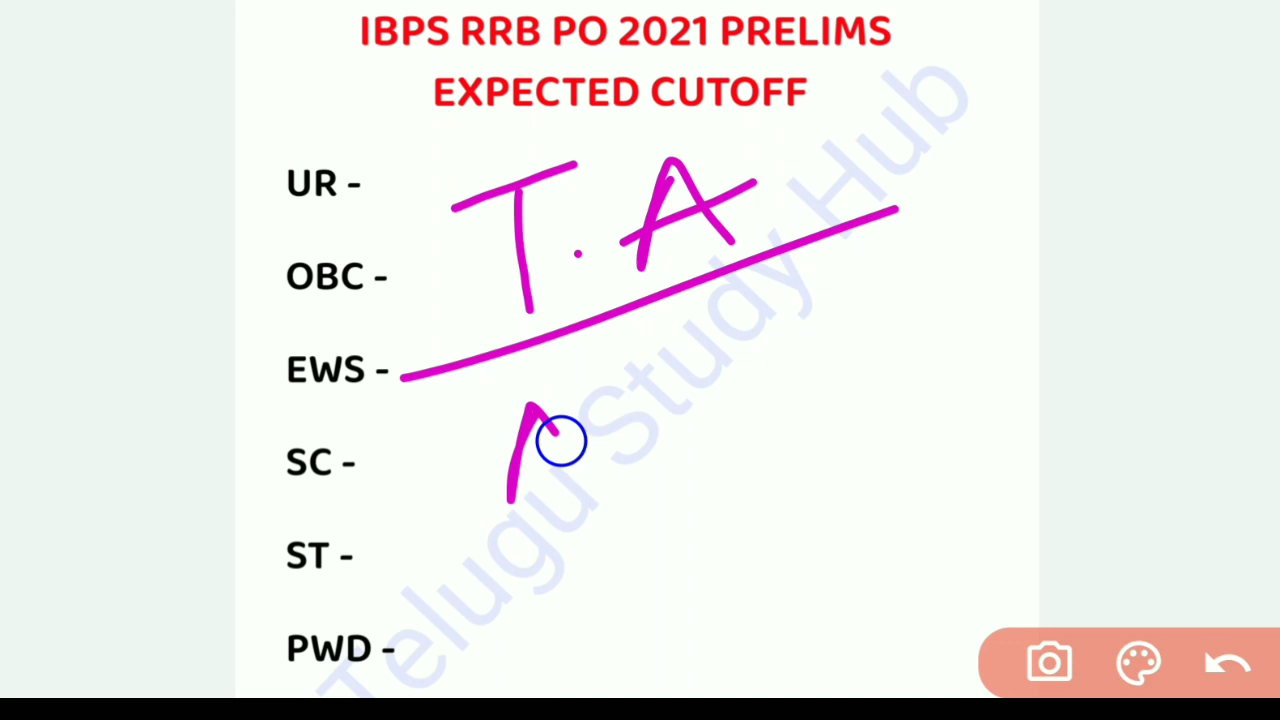 IBPS RRB PO 2021 PRELIMS
EXPECTED CUTOFF
UR -
T.A
OBC -
EWS -
SC -
ST -
PWD -
Telugu Study Hub